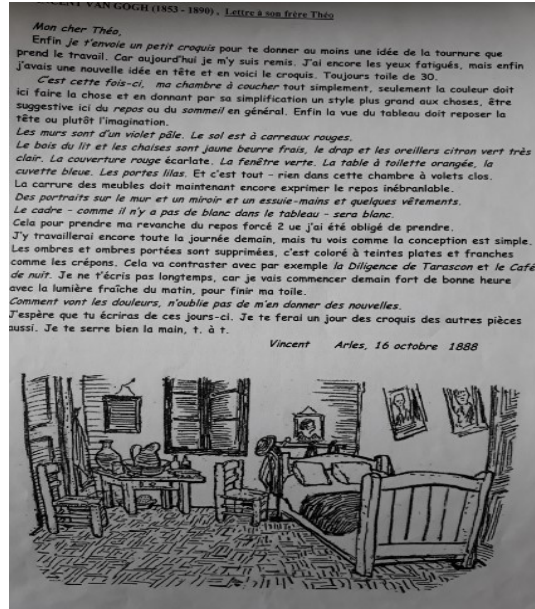 VINCENT VAN GOGH (1853 - 1890) , Lettre à son frère Théo
Mon cher Théo,
Enfin je t'envoie un petit croquis pour te donner au moins une idée de la tournure que
prend le travail. Car aujourd'hui je m'y suis remis. J'ai encore les yeux fatigués, mais enfin
j'avais une nouvelle idée en tête et en voici le croquis. Toujours toile de 30.
C'est cette fois-ci, ma chambre à coucher tout simplement, seulement la couleur doit
ici faire la chose et en donnant par sa simplification un style plus grand aux choses, être
suggestive ici du repos ou du sommeil en général. Enfin la vue du tableau doit reposer la
tête ou plutôt l'imagination.
Les murs sont d'un violet pâle. Le sol est à carreaux rouges.
Le bois du lit et les chaises sont jaune beurre frais, le drap et les oreillers citron vert très
clair. La couverture rouge écarlate. La fenêtre verte. La table à toilette orangée, la
cuvette bleue. Les portes lilas. Et c'est tout - rien dans cette chambre à volets clos.
La carrure des meubles doit maintenant encore exprimer le repos inébranlable.
Des portraits sur le mur et un miroir et un essuie-mains et quelques vêtements.
Le cadre - comme il n'y a pas de blanc dans le tableau - sera blanc.
Cela pour prendre ma revanche du repos forcé 2 ue j'ai été obligé de prendre.
J'y travaillerai encore toute la journée demain, mais tu vois comme la conception est simple.
Les ombres et ombres portées sont supprimées, c'est coloré à teintes plates et franches
comme les crépons. Cela va contraster avec par exemple la Diligence de Tarascon et le Café
de nuit. Je ne t'écris pas longtemps, car je vais commencer demain fort de bonne heure
avec la lumière fraîche du matin, pour finir ma toile.
Comment vont les douleurs, n'oublie pas de m'en donner des nouvelles.
J'espère que tu écriras de ces jours-ci. Je te ferai un jour des croquis des autres pièces
aussi. Je te serre bien la main, t. à t.
Vincent Arles, 16 octobre 1888